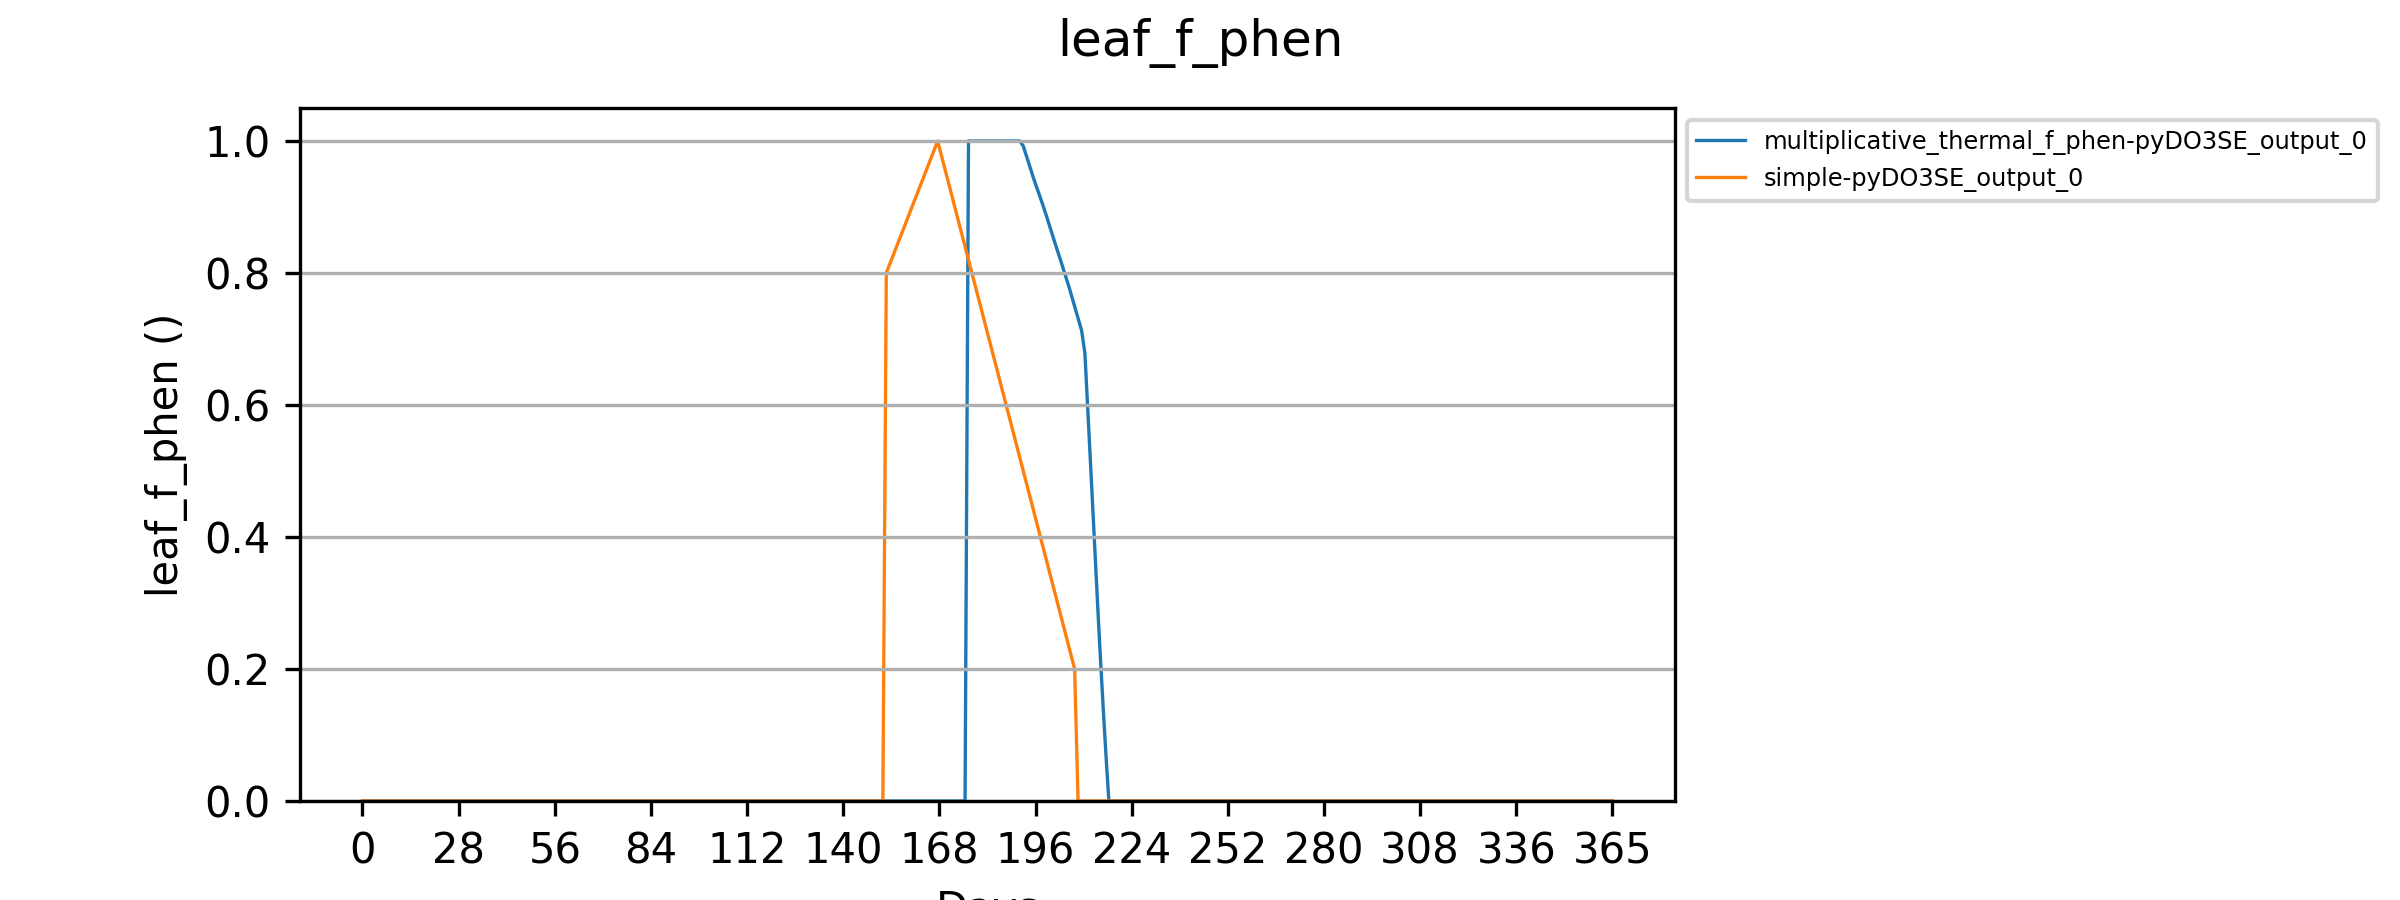 leaf_f_phen
multiplicative_thermal_f_phen-pyDO3SE_output_0
simple-pyDO3SE_output_0
leaf_f_phen ()
1.0
0.8
0.6
0.4
0.2
0.0
0 28 56 84 112 140 168 196 224 252 280 308 336 365